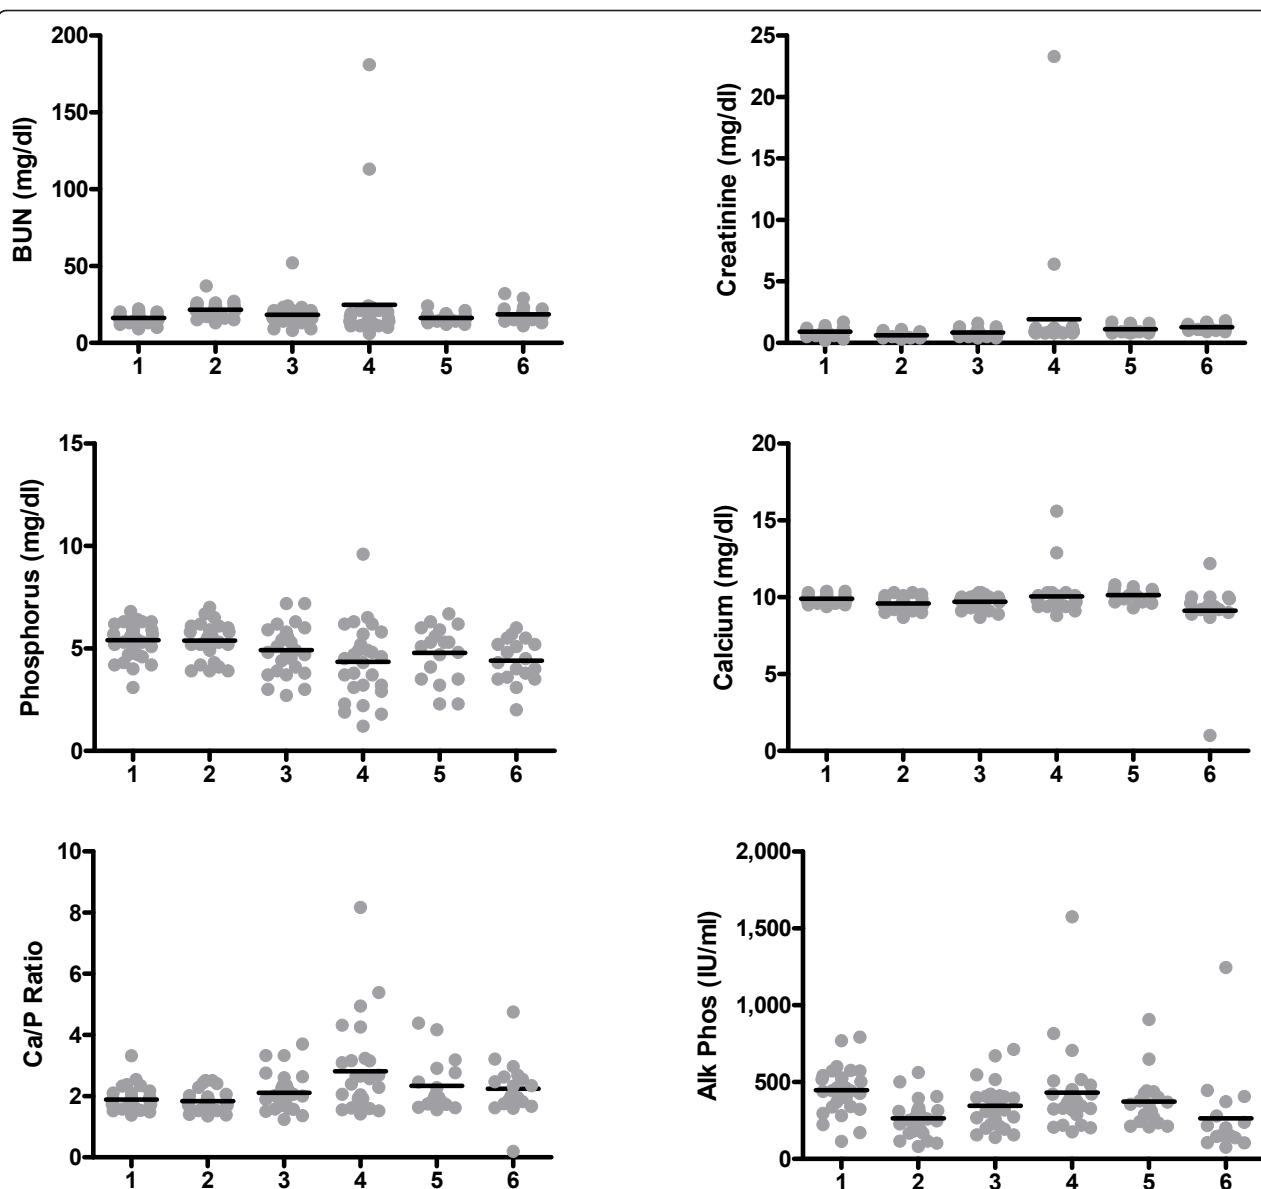 BUN (mg/dl)
200
150
100
50
0
1 2 3 4 5 6
Creatinine (mg/dl)
25
20
15
10
5
0
1 2 3 4 5 6
Phosphorus (mg/dl)
15
10
5
0
1 2 3 4 5 6
Calcium (mg/dl)
20
15
10
5
0
1 2 3 4 5 6
Ca/P Ratio
10
8
6
4
2
0
1 2 3 4 5 6
Alk Phos (IU/ml)
2,000
1,500
1,000
500
0
1 2 3 4 5 6